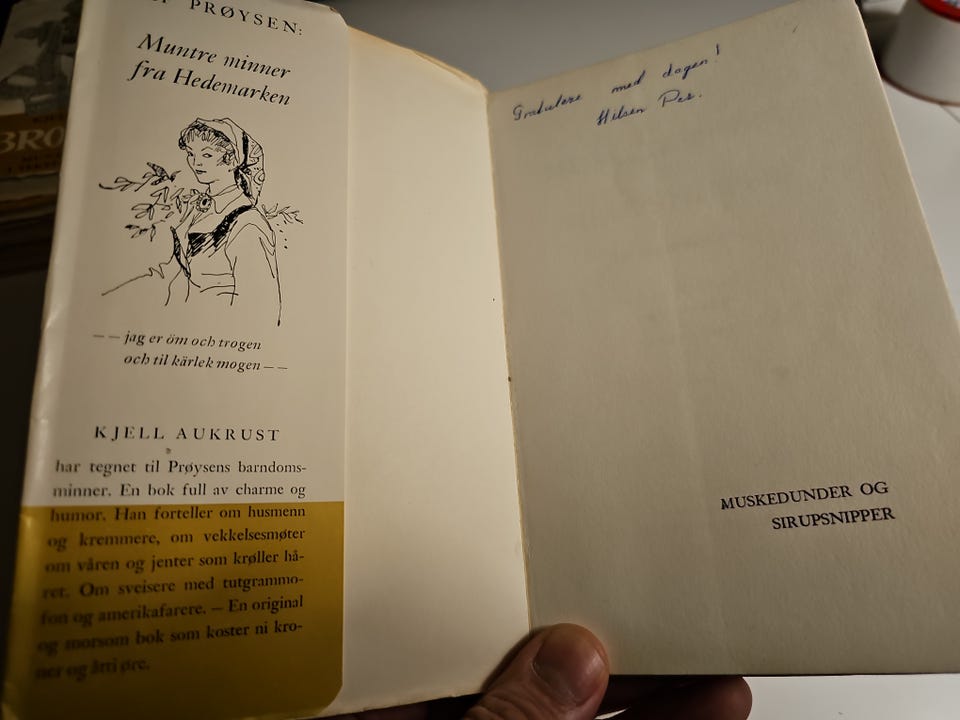 PRØYSEN:
Muntre minner
fra Hedemarken
— — jag er öm och trogen
och til kärlek mogen — —
KJELL AUKRUST
har tegnet til Prøysens barndoms-
minner. En bok full av charme og
humor. Han forteller om husmenn
og kremmere, om vekkelsesmøter
om våren og jenter som krøller hå-
ret. Om sveisere med tutgrammo-
fon og amerikafarere. — En original
og morsom bok som koster ni kro-
ner og åtti øre.
Gratulere med dagen!
Hilsen Per.
MUSKEDUNDER OG
SIRUPSNIPPER
BRO